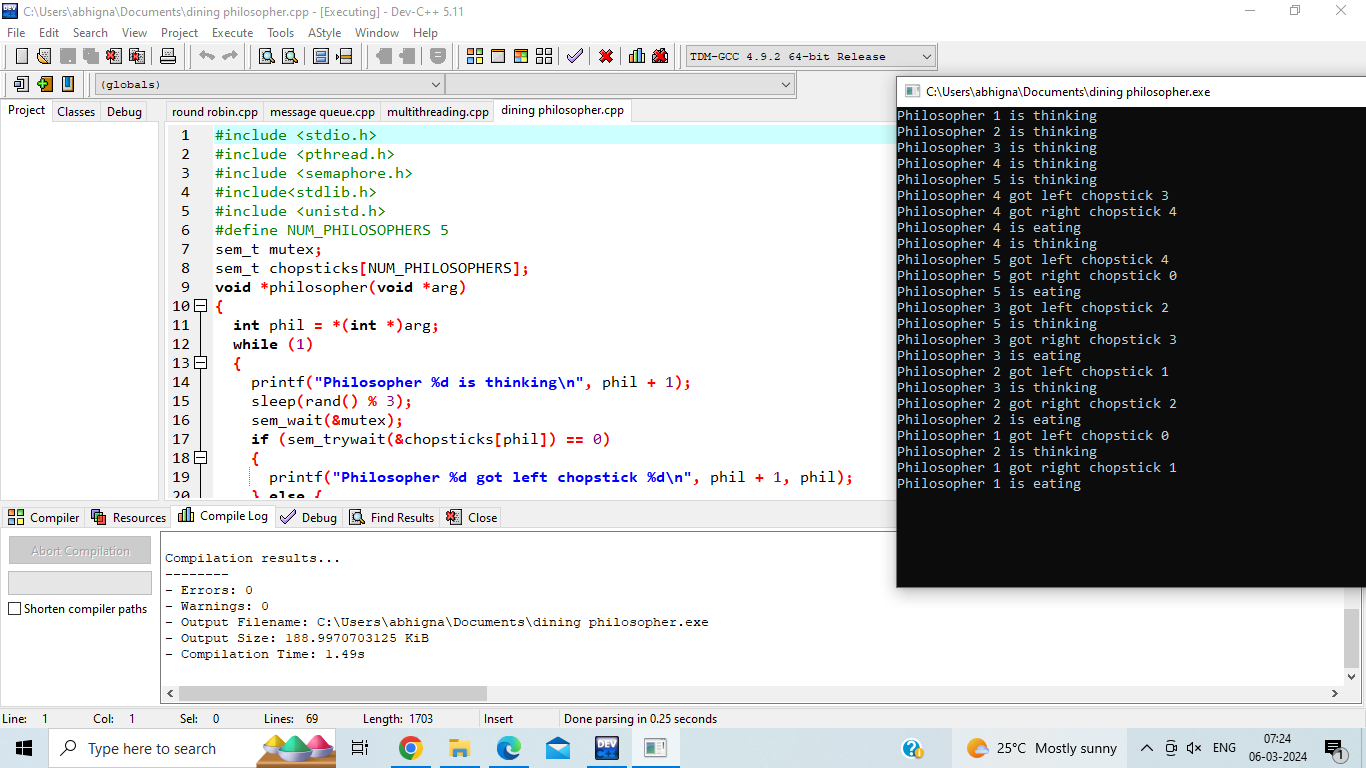 C:\Users\abhigna\Documents\dining philosopher.cpp - [Executing] - Dev-C++ 5.11
File Edit Search View Project Execute Tools AStyle Window Help
TDM-GCC 4.9.2 64-bit Release
(globals)
Project Classes Debug
round robin.cpp message queue.cpp multithreading.cpp dining philosopher.cpp
1 #include <stdio.h>
2 #include <pthread.h>
3 #include <semaphore.h>
4 #include<stdlib.h>
5 #include <unistd.h>
6 #define NUM_PHILOSOPHERS 5
7 sem_t mutex;
8 sem_t chopsticks[NUM_PHILOSOPHERS];
9 void *philosopher(void *arg)
10 {
11 int phil = *(int *)arg;
12 while (1)
13 {
14 printf("Philosopher %d is thinking\n", phil + 1);
15 sleep(rand() % 3);
16 sem_wait(&mutex);
17 if (sem_trywait(&chopsticks[phil]) == 0)
18 {
19 printf("Philosopher %d got left chopstick %d\n", phil + 1, phil);
20 } else {
C:\Users\abhigna\Documents\dining philosopher.exe
Philosopher 1 is thinking
Philosopher 2 is thinking
Philosopher 3 is thinking
Philosopher 4 is thinking
Philosopher 5 is thinking
Philosopher 4 got left chopstick 3
Philosopher 4 got right chopstick 4
Philosopher 4 is eating
Philosopher 4 is thinking
Philosopher 5 got left chopstick 4
Philosopher 5 got right chopstick 0
Philosopher 5 is eating
Philosopher 3 got left chopstick 2
Philosopher 5 is thinking
Philosopher 3 got right chopstick 3
Philosopher 3 is eating
Philosopher 2 got left chopstick 1
Philosopher 3 is thinking
Philosopher 2 got right chopstick 2
Philosopher 2 is eating
Philosopher 1 got left chopstick 0
Philosopher 2 is thinking
Philosopher 1 got right chopstick 1
Philosopher 1 is eating
Compiler Resources Compile Log Debug Find Results Close
Abort Compilation
Shorten compiler paths
Compilation results...
--------
- Errors: 0
- Warnings: 0
- Output Filename: C:\Users\abhigna\Documents\dining philosopher.exe
- Output Size: 188.9970703125 KiB
- Compilation Time: 1.49s
Line: 1 Col: 1 Sel: 0 Lines: 69 Length: 1703 Insert Done parsing in 0.25 seconds
Type here to search
DEV
25°C Mostly sunny
ENG
07:24
06-03-2024
1